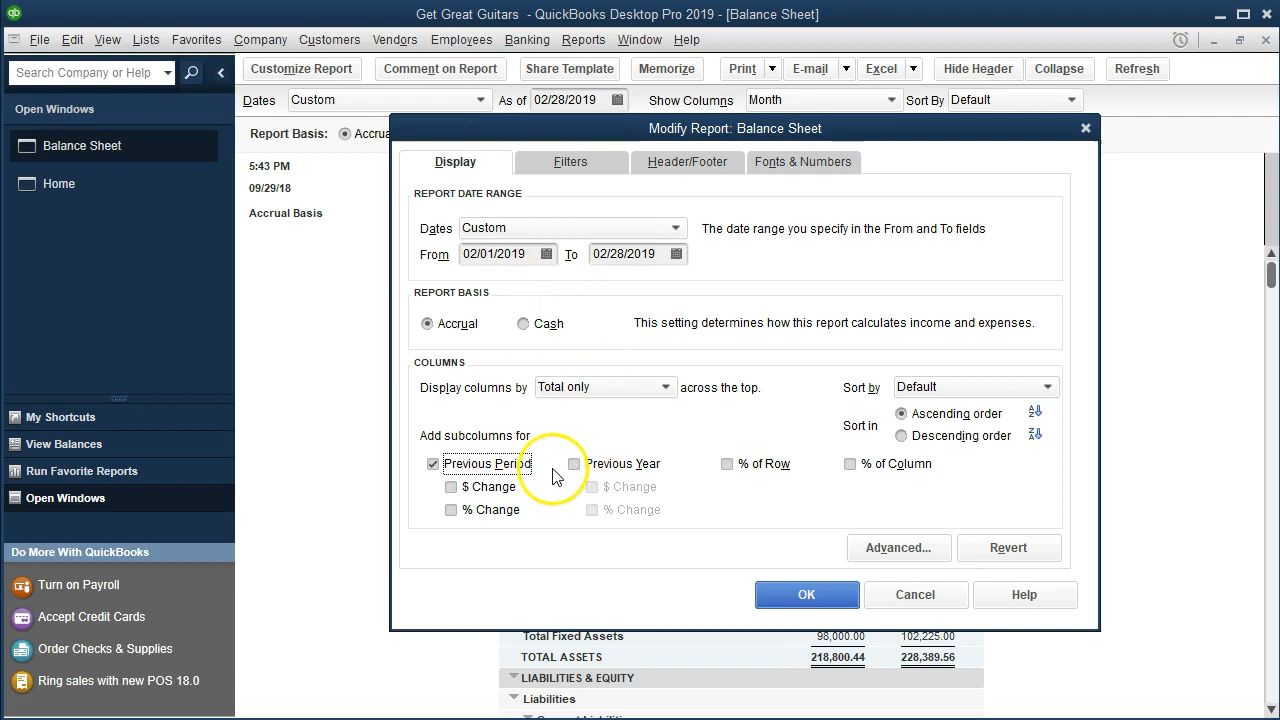 Get Great Guitars - QuickBooks Desktop Pro 2019 - [Balance Sheet]
File Edit View Lists Favorites Company Customers Vendors Employees Banking Reports Window Help
Search Company or Help
Customize Report Comment on Report Share Template Memorize Print E-mail Excel Hide Header Collapse Refresh
Dates Custom As of 02/28/2019 Show Columns Month Sort By Default
Open Windows
Balance Sheet
Home
Report Basis: Accrua
5:43 PM
09/29/18
Accrual Basis
Modify Report: Balance Sheet
Display Filters Header/Footer Fonts & Numbers
REPORT DATE RANGE
Dates Custom The date range you specify in the From and To fields
From 02/01/2019 To 02/28/2019
REPORT BASIS
Accrual Cash This setting determines how this report calculates income and expenses.
COLUMNS
Display columns by Total only across the top. Sort by Default
Sort in Ascending order
Descending order
Add subcolumns for
Previous Period Previous Year % of Row % of Column
$ Change $ Change
% Change % Change
Advanced... Revert
OK Cancel Help
My Shortcuts
View Balances
Run Favorite Reports
Open Windows
Do More With QuickBooks
Turn on Payroll
Accept Credit Cards
Order Checks & Supplies
Ring sales with new POS 18.0
Total Fixed Assets 98,000.00 102,225.00
TOTAL ASSETS 218,800.44 228,389.56
LIABILITIES & EQUITY
Liabilities